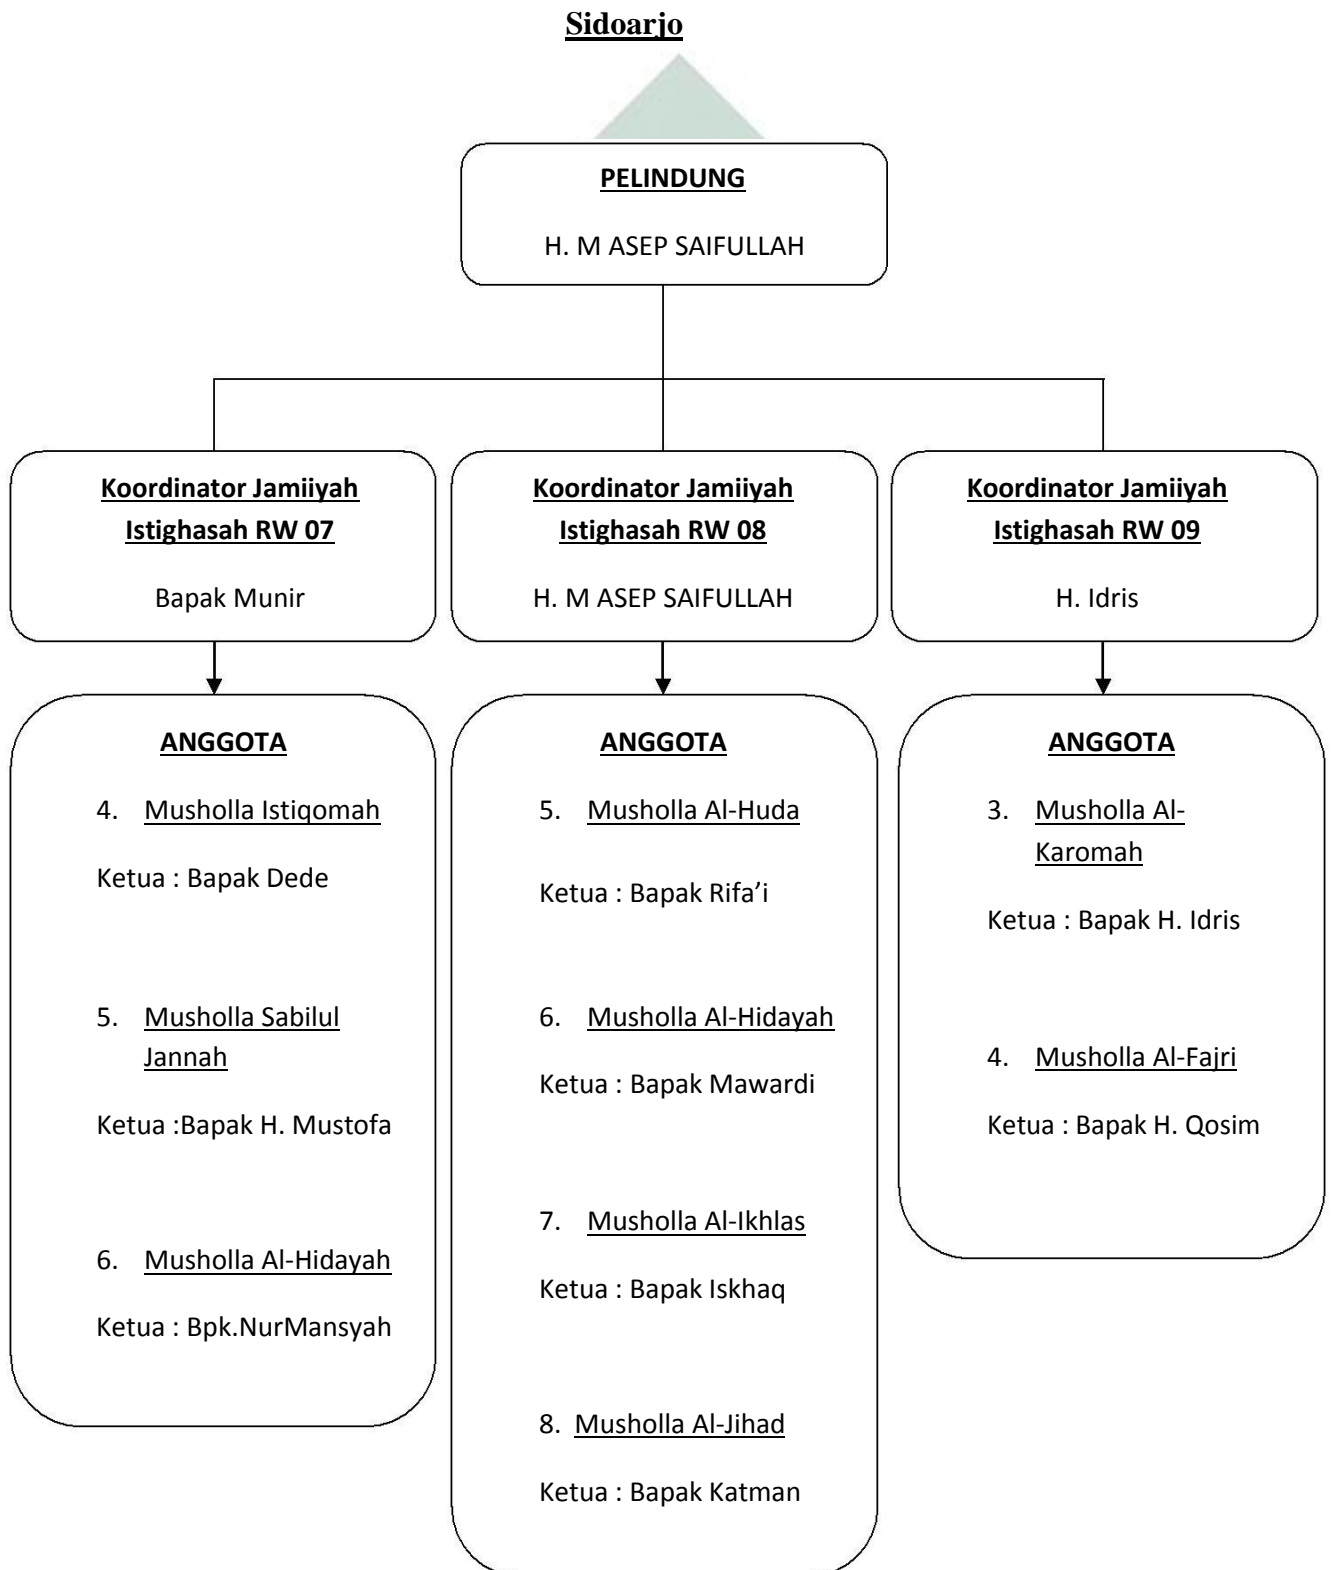 Sidoarjo
PELINDUNG
H. M ASEP SAIFULLAH
Koordinator Jamiiyah
Istighasah RW 07
Bapak Munir
Koordinator Jamiiyah
Istighasah RW 08
H. M ASEP SAIFULLAH
Koordinator Jamiiyah
Istighasah RW 09
H. Idris
ANGGOTA
4. Musholla Istiqomah
Ketua : Bapak Dede
5. Musholla Sabilul
Jannah
Ketua :Bapak H. Mustofa
6. Musholla Al-Hidayah
Ketua : Bpk.NurMansyah
ANGGOTA
5. Musholla Al-Huda
Ketua : Bapak Rifa’i
6. Musholla Al-Hidayah
Ketua : Bapak Mawardi
7. Musholla Al-Ikhlas
Ketua : Bapak Iskhaq
8. Musholla Al-Jihad
Ketua : Bapak Katman
ANGGOTA
3. Musholla Al-
Karomah
Ketua : Bapak H. Idris
4. Musholla Al-Fajri
Ketua : Bapak H. Qosim